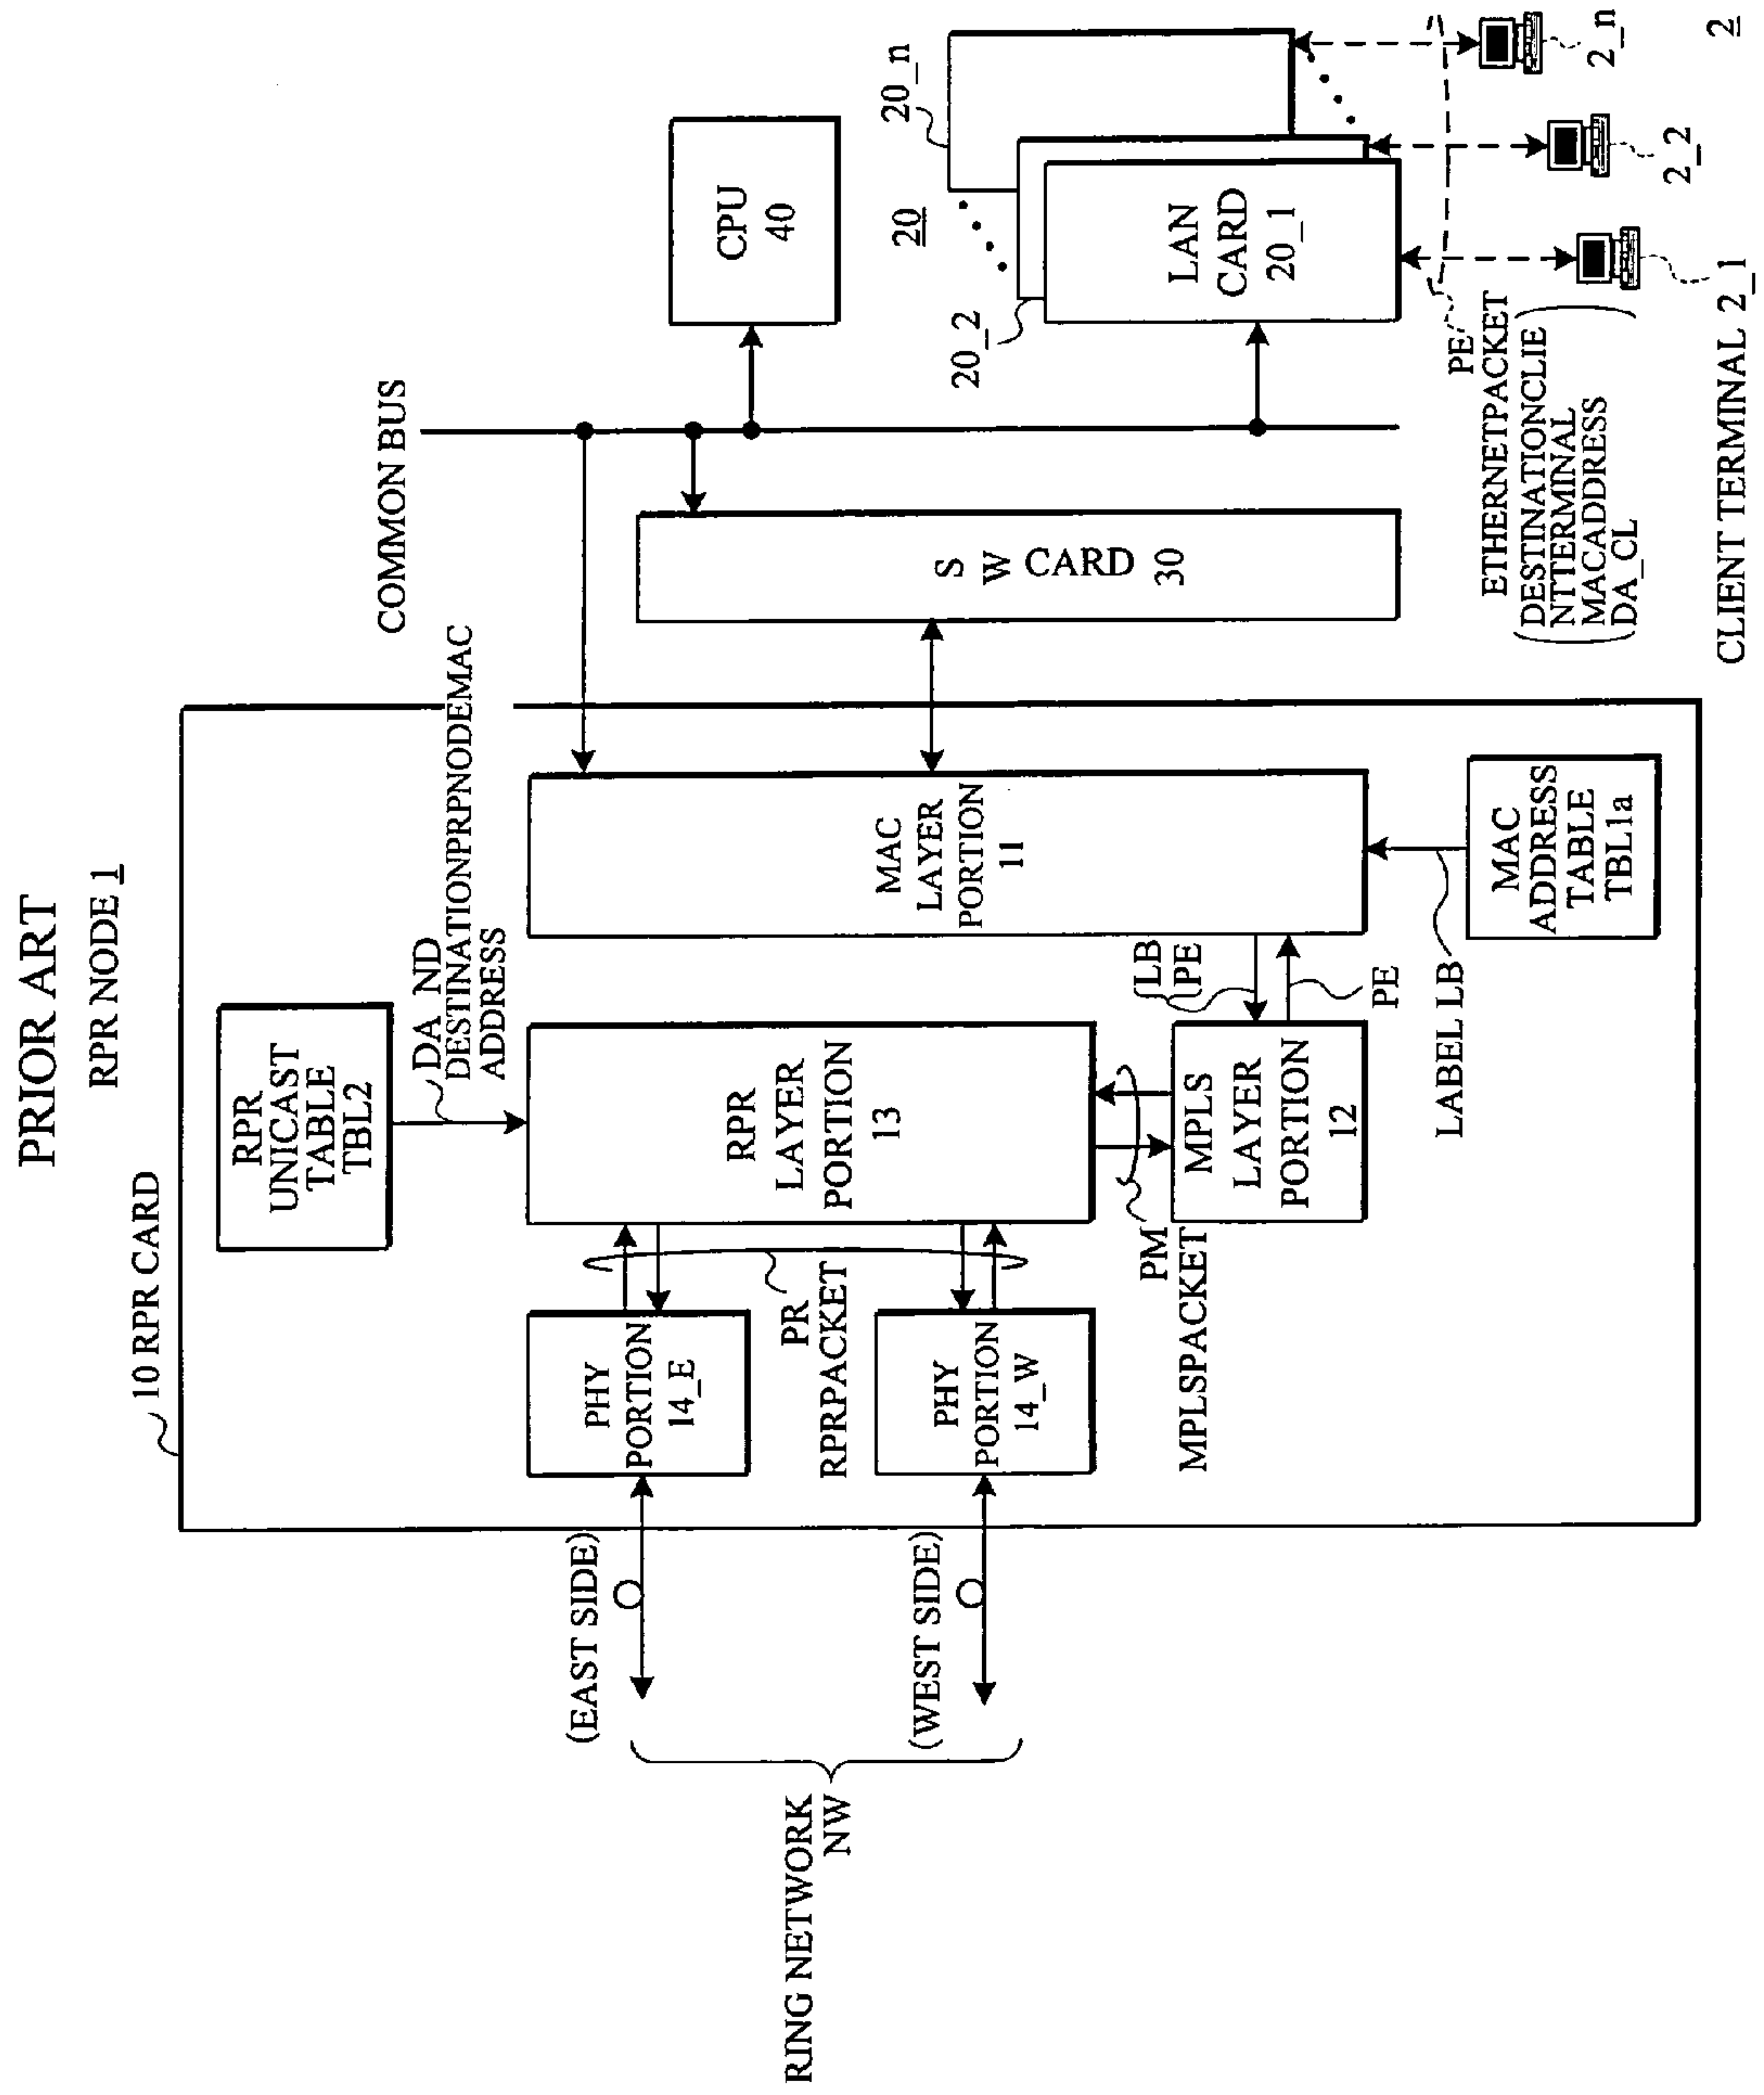 PRIOR ART
RPR NODE 1
10 RPR CARD
RPR
UNICAST
TABLE
TBL2
DA ND
DESTINATIONPRPNODEMAC
ADDRESS
COMMON BUS
CPU
40
(EAST SIDE)
PHY
PORTION
14_E
PR
RPRPACKET
RPR
LAYER
PORTION
13
MAC
LAYER
PORTION
11
S
W CARD
30
20_n
20
20_2
LAN
CARD
20_1
RING NETWORK
NW
(WEST SIDE)
PHY
PORTION
14_W
PM
MPLSPACKET
MPLS
LAYER
PORTION
12
LB
PE
PE
LABEL LB
MAC
ADDRESS
TABLE
TBL1a
PE
ETHERNETPACKET
DESTINATIONCLIE
NTTERMINAL
MACADDRESS
DA_CL
CLIENT TERMINAL 2_1
2_2
2_n
2